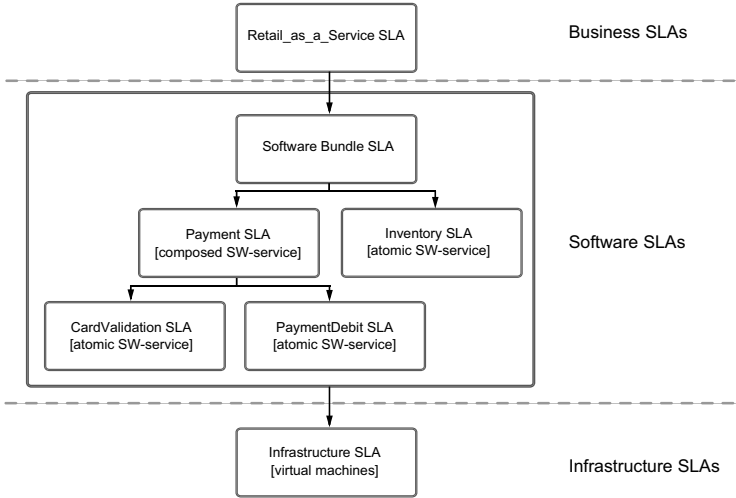 Retail_as_a_Service SLA
Business SLAs
Software Bundle SLA
Payment SLA
[composed SW-service]
Inventory SLA
[atomic SW-service]
Software SLAs
CardValidation SLA
[atomic SW-service]
PaymentDebit SLA
[atomic SW-service]
Infrastructure SLA
[virtual machines]
Infrastructure SLAs